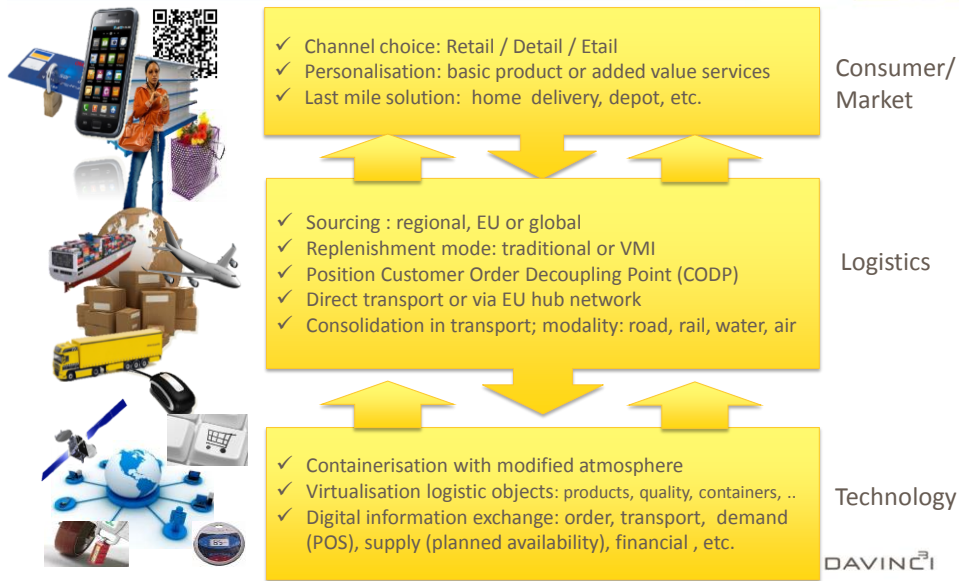 ✓ Channel choice: Retail / Detail / Etail
✓ Personalisation: basic product or added value services
✓ Last mile solution: home delivery, depot, etc.
Consumer/
Market
✓ Sourcing : regional, EU or global
✓ Replenishment mode: traditional or VMI
✓ Position Customer Order Decoupling Point (CODP)
✓ Direct transport or via EU hub network
✓ Consolidation in transport; modality: road, rail, water, air
Logistics
✓ Containerisation with modified atmosphere
✓ Virtualisation logistic objects: products, quality, containers, ..
✓ Digital information exchange: order, transport, demand
(POS), supply (planned availability), financial , etc.
Technology
DAVINC3I